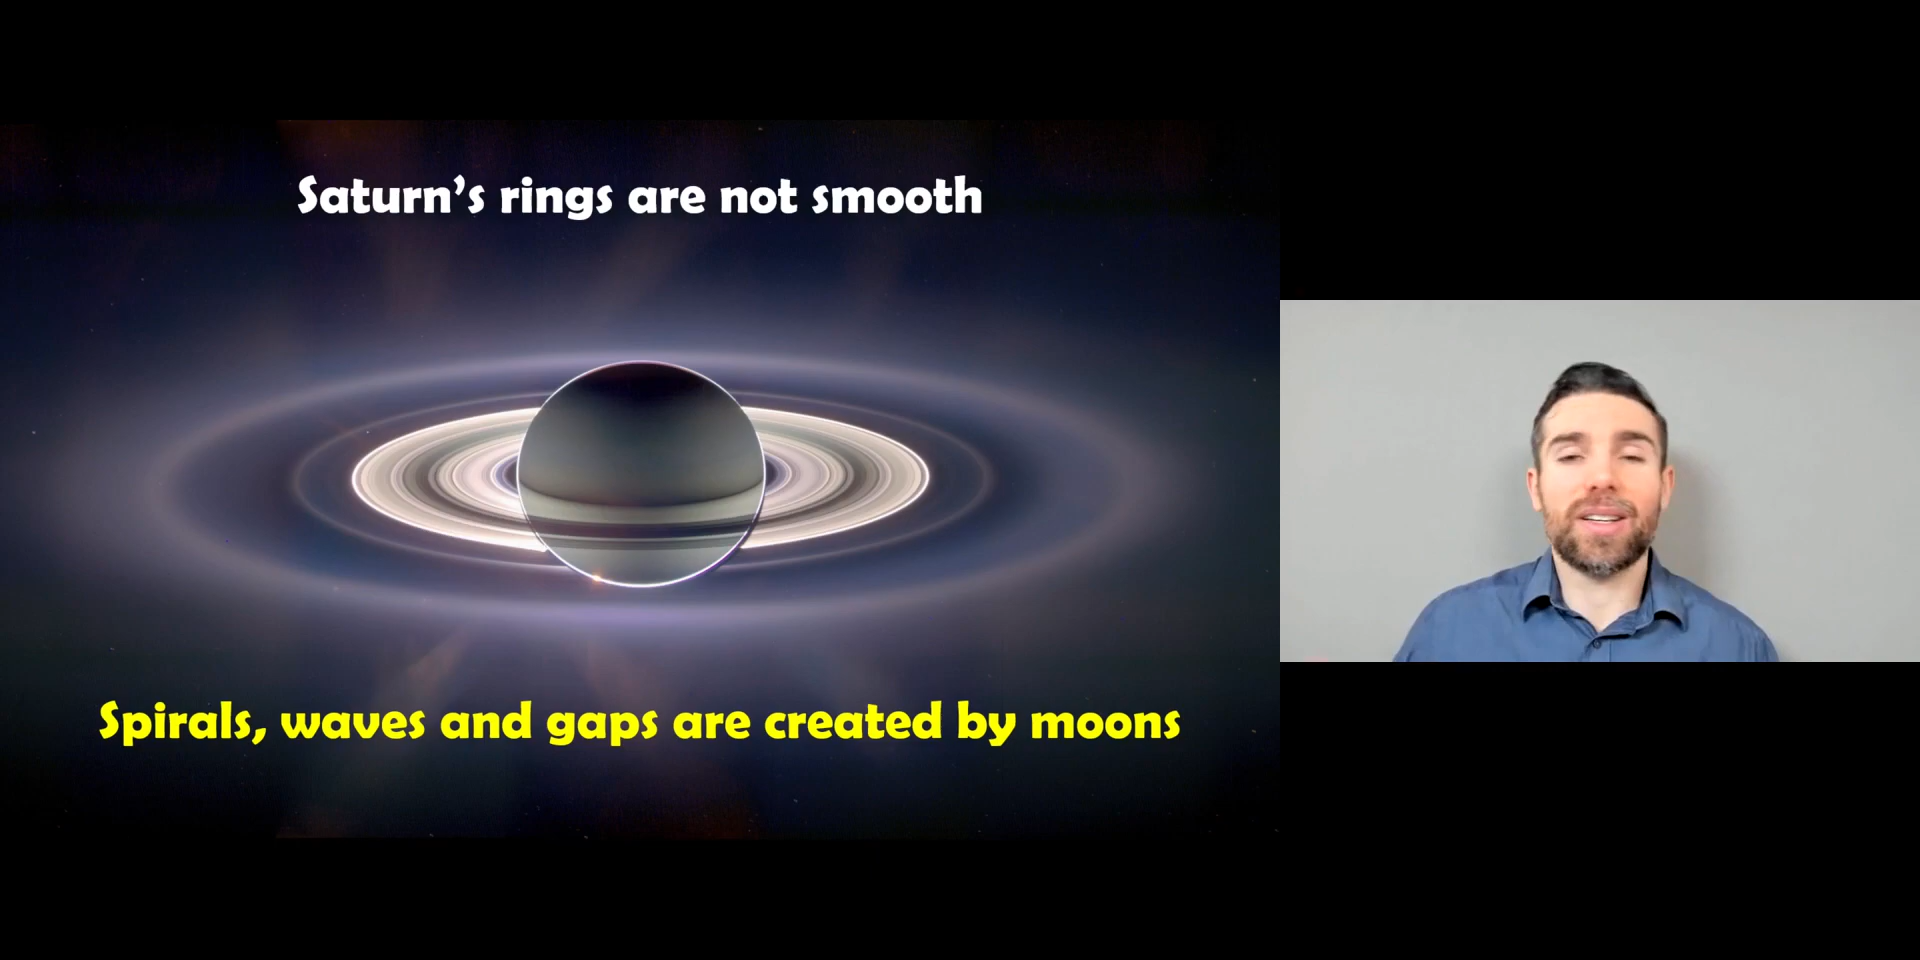 Saturn’s rings are not smooth
Spirals, waves and gaps are created by moons